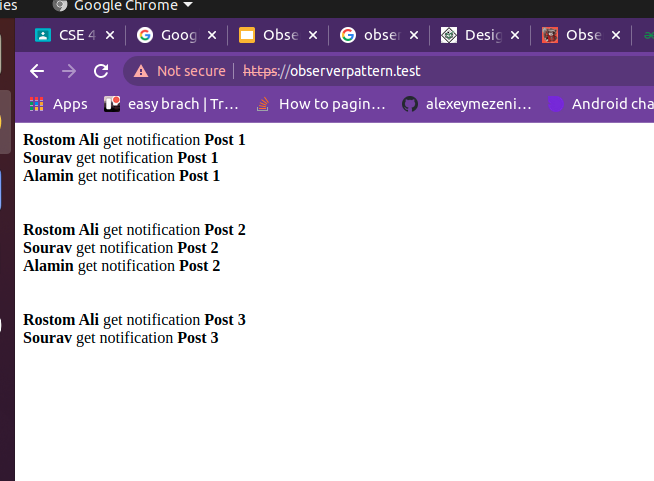 ies Google Chrome
CSE 4 Goog Obse obser Desig Obse
Not secure https://observerpattern.test
Apps easy brach | Tr… How to pagin… alexeymezeni… Android cha
Rostom Ali get notification Post 1
Sourav get notification Post 1
Alamin get notification Post 1
Rostom Ali get notification Post 2
Sourav get notification Post 2
Alamin get notification Post 2
Rostom Ali get notification Post 3
Sourav get notification Post 3